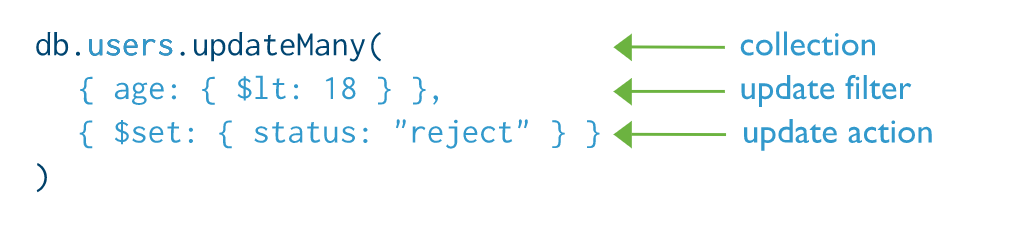 db.users.updateMany( collection
{ age: { $lt: 18 } }, update filter
{ $set: { status: "reject" } } update action
)